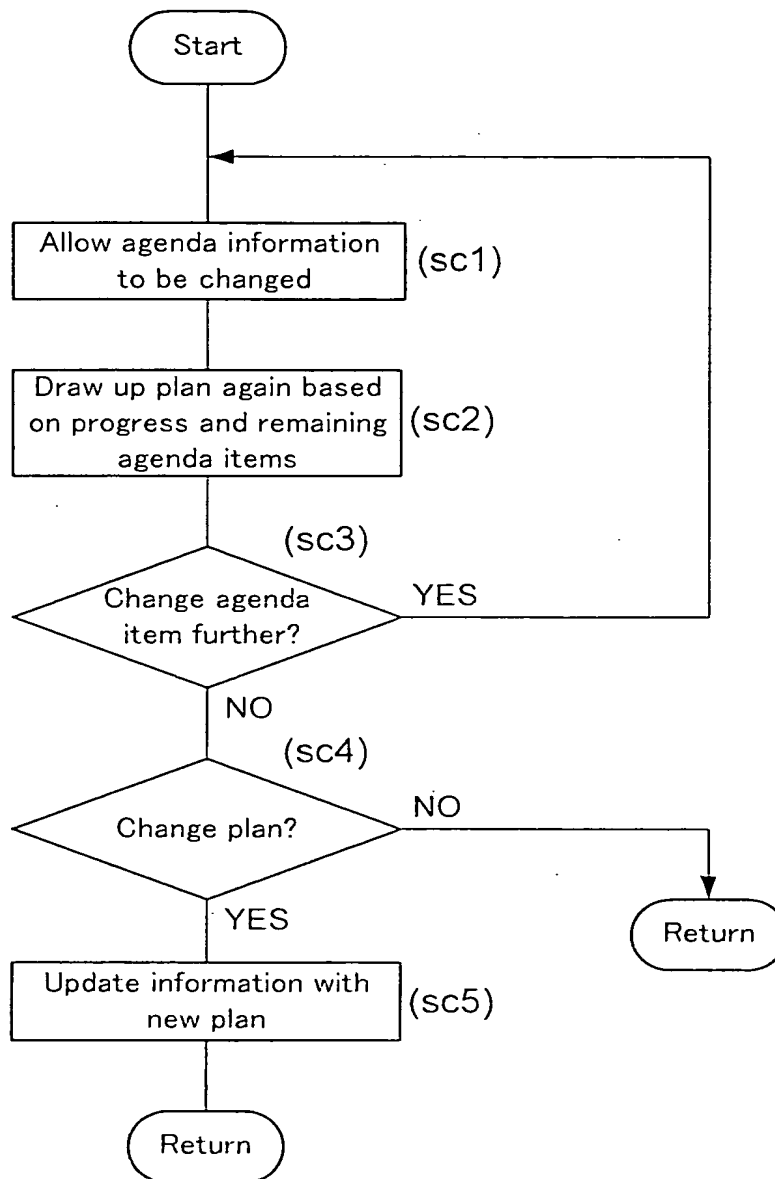 Start
Allow agenda information
to be changed
(sc1)
Draw up plan again based
on progress and remaining
agenda items
(sc2)
(sc3)
Change agenda
item further?
YES
NO
(sc4)
Change plan?
NO
YES
Return
Update information with
new plan
(sc5)
Return